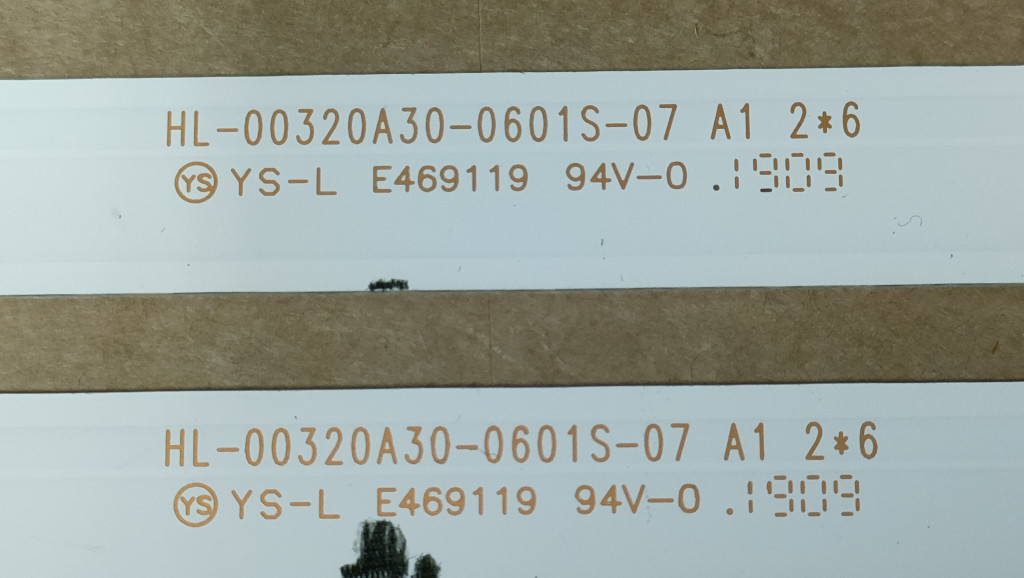 HL-00320A30-0601S-07 A1 2*6
YS YS-L E469119 94V-0 .1909
HL-00320A30-0601S-07 A1 2*6
YS YS-L E469119 94V-0 .1909